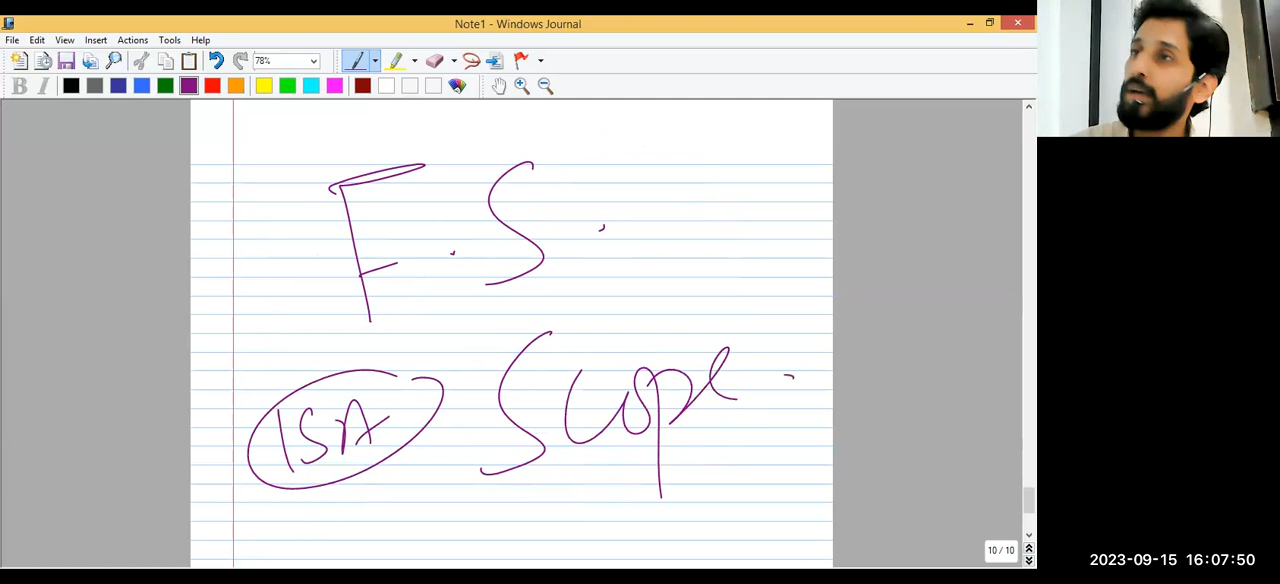 Note1 - Windows Journal
File Edit View Insert Actions Tools Help
78%
B I
F.S.
ISA Scope
10 / 10
2023-09-15 16:07:50